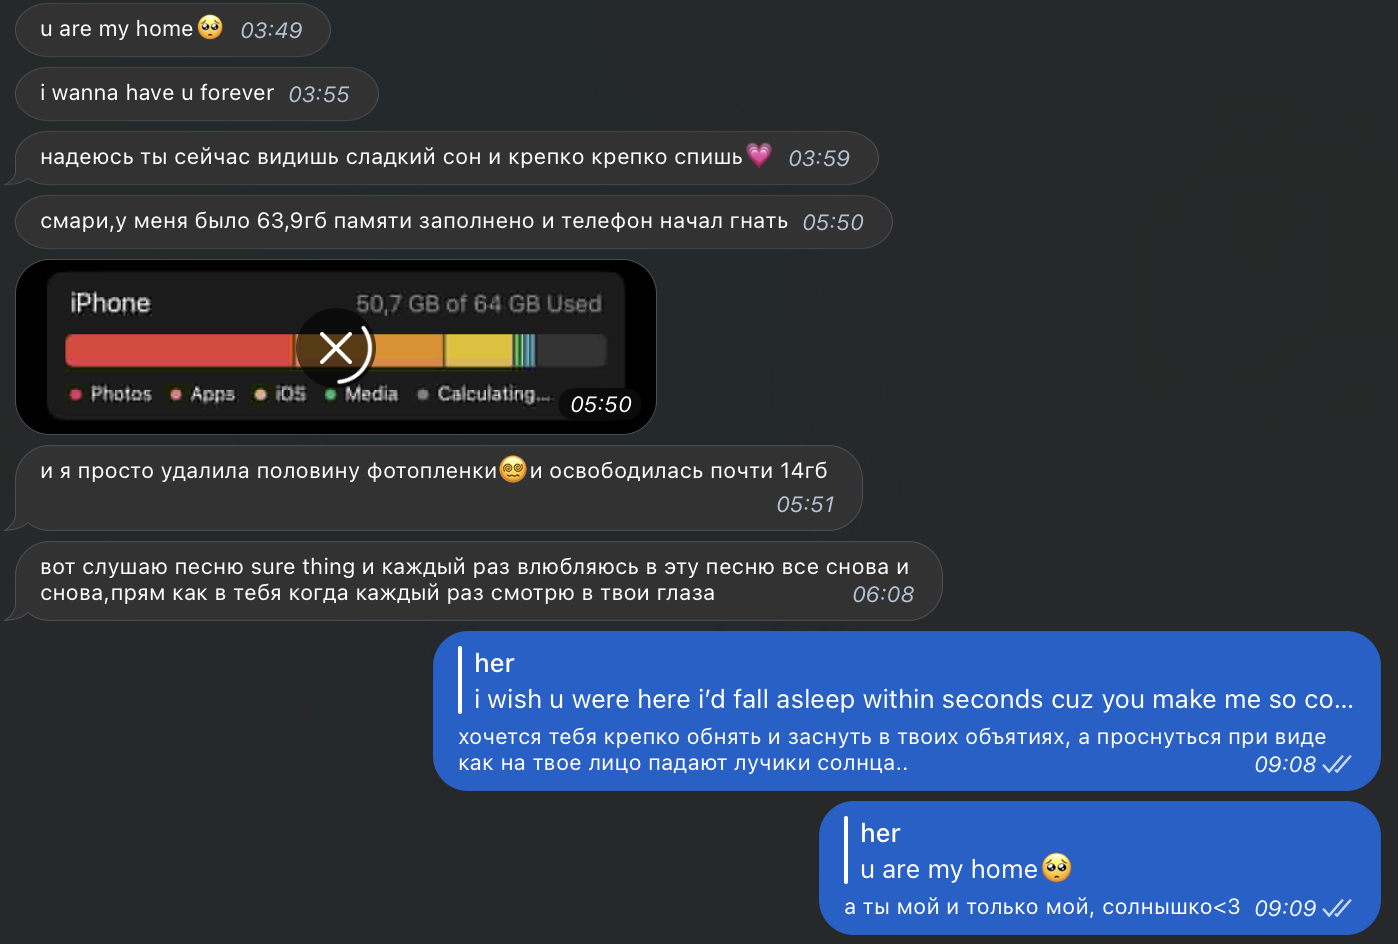 u are my home🥺 03:49
i wanna have u forever 03:55
надеюсь ты сейчас видишь сладкий сон и крепко крепко спишь💗 03:59
смари,у меня было 63,9гб памяти заполнено и телефон начал гнать 05:50
iPhone 50,7 GB of 64 GB Used
Photos Apps iOS Media Calculating...
05:50
и я просто удалила половину фотопленки😵‍💫и освободилась почти 14гб
05:51
вот слушаю песню sure thing и каждый раз влюбляюсь в эту песню все снова и
снова,прям как в тебя когда каждый раз смотрю в твои глаза 06:08
her
i wish u were here i’d fall asleep within seconds cuz you make me so co...
хочется тебя крепко обнять и заснуть в твоих объятиях, а проснуться при виде
как на твое лицо падают лучики солнца.. 09:08
her
u are my home🥺
а ты мой и только мой, солнышко<3 09:09